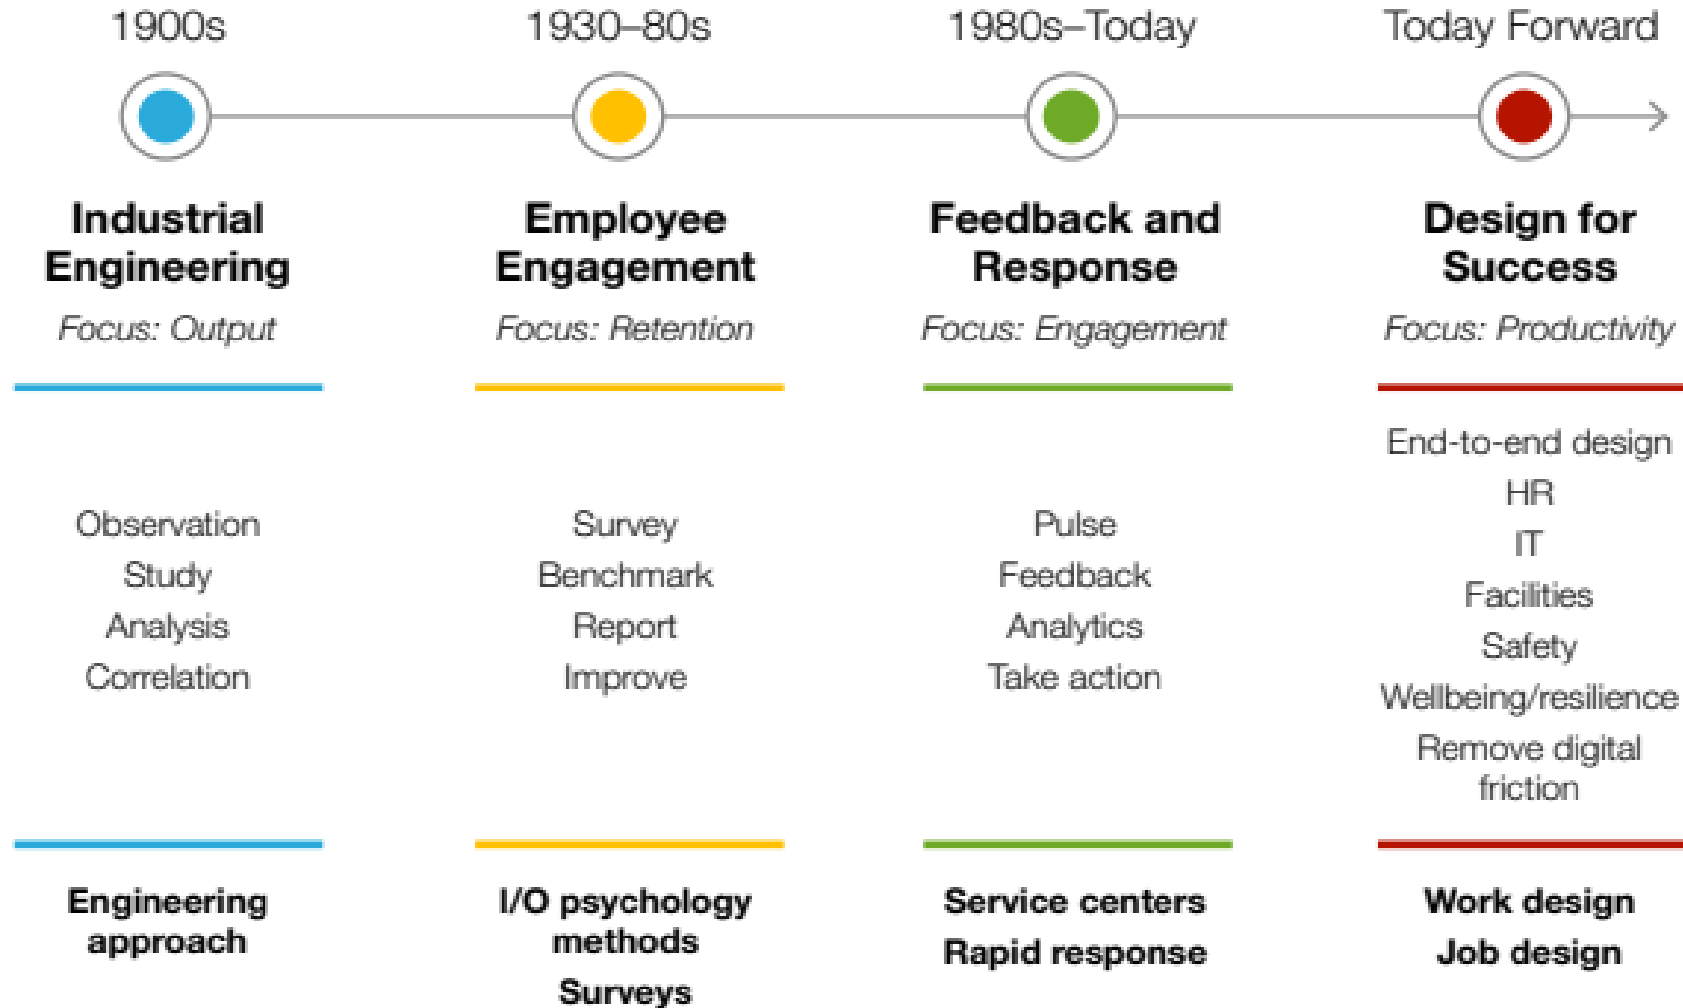 1900s
Industrial
Engineering
Focus: Output
Observation
Study
Analysis
Correlation
Engineering
approach
1930–80s
Employee
Engagement
Focus: Retention
Survey
Benchmark
Report
Improve
I/O psychology
methods
Surveys
1980s–Today
Feedback and
Response
Focus: Engagement
Pulse
Feedback
Analytics
Take action
Service centers
Rapid response
Today Forward
Design for
Success
Focus: Productivity
End-to-end design
HR
IT
Facilities
Safety
Wellbeing/resilience
Remove digital
friction
Work design
Job design